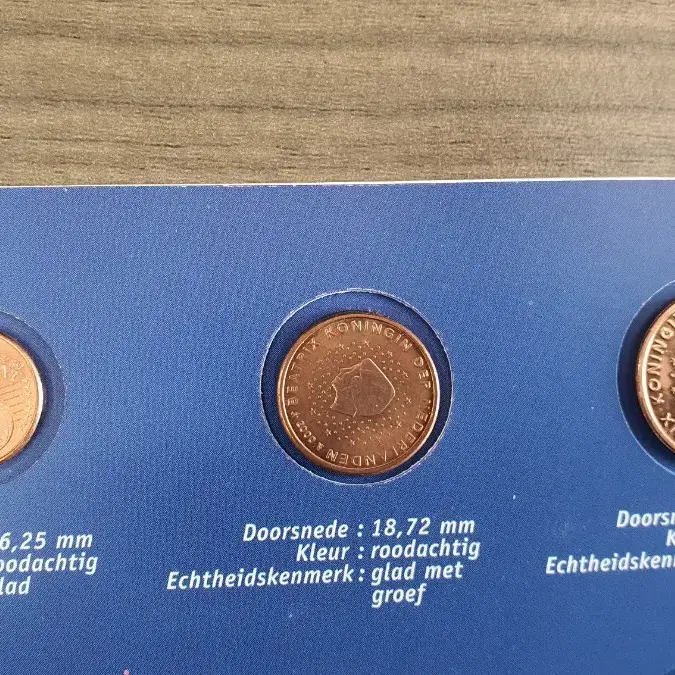 BEATRIX KONINGIN DER NEDERLANDEN
KONINGIN
6,25 mm
oodachtig
lad
Doorsnede : 18,72 mm
Kleur : roodachtig
Echtheidskenmerk : glad met
groef
Doorsn
K
Echtheidsken